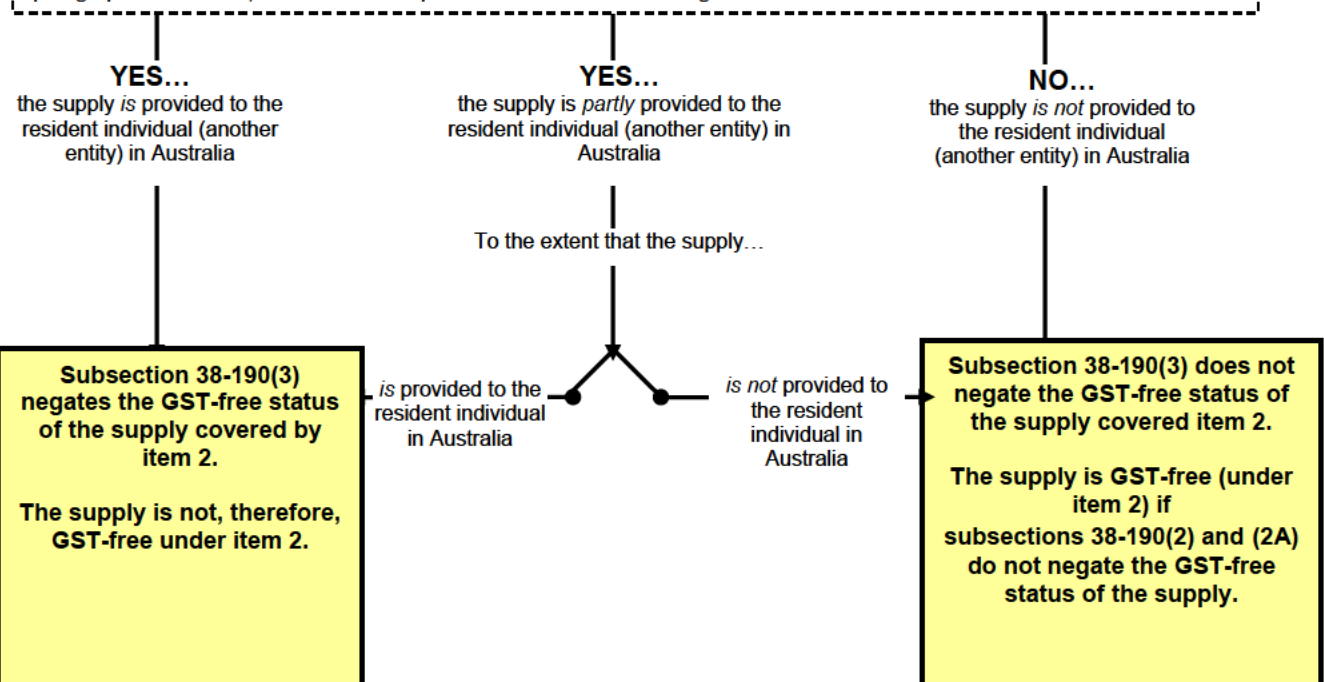 YES…
the supply is provided to the
resident individual (another
entity) in Australia
YES…
the supply is partly provided to the
resident individual (another entity) in
Australia
NO…
the supply is not provided to
the resident individual
(another entity) in Australia
To the extent that the supply…
is provided to the
resident individual
in Australia
is not provided to
the resident
individual in
Australia
Subsection 38-190(3)
negates the GST-free status
of the supply covered by
item 2.
The supply is not, therefore,
GST-free under item 2.
Subsection 38-190(3) does not
negate the GST-free status of
the supply covered item 2.
The supply is GST-free (under
item 2) if
subsections 38-190(2) and (2A)
do not negate the GST-free
status of the supply.